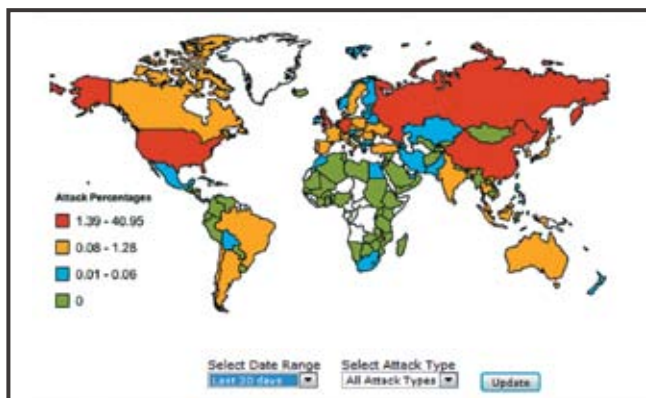 Attack Percentages
1.39 - 40.95
0.08 - 1.28
0.01 - 0.06
0
Select Date Range
Select Attack Type
Last 30 days
All Attack Types
Update